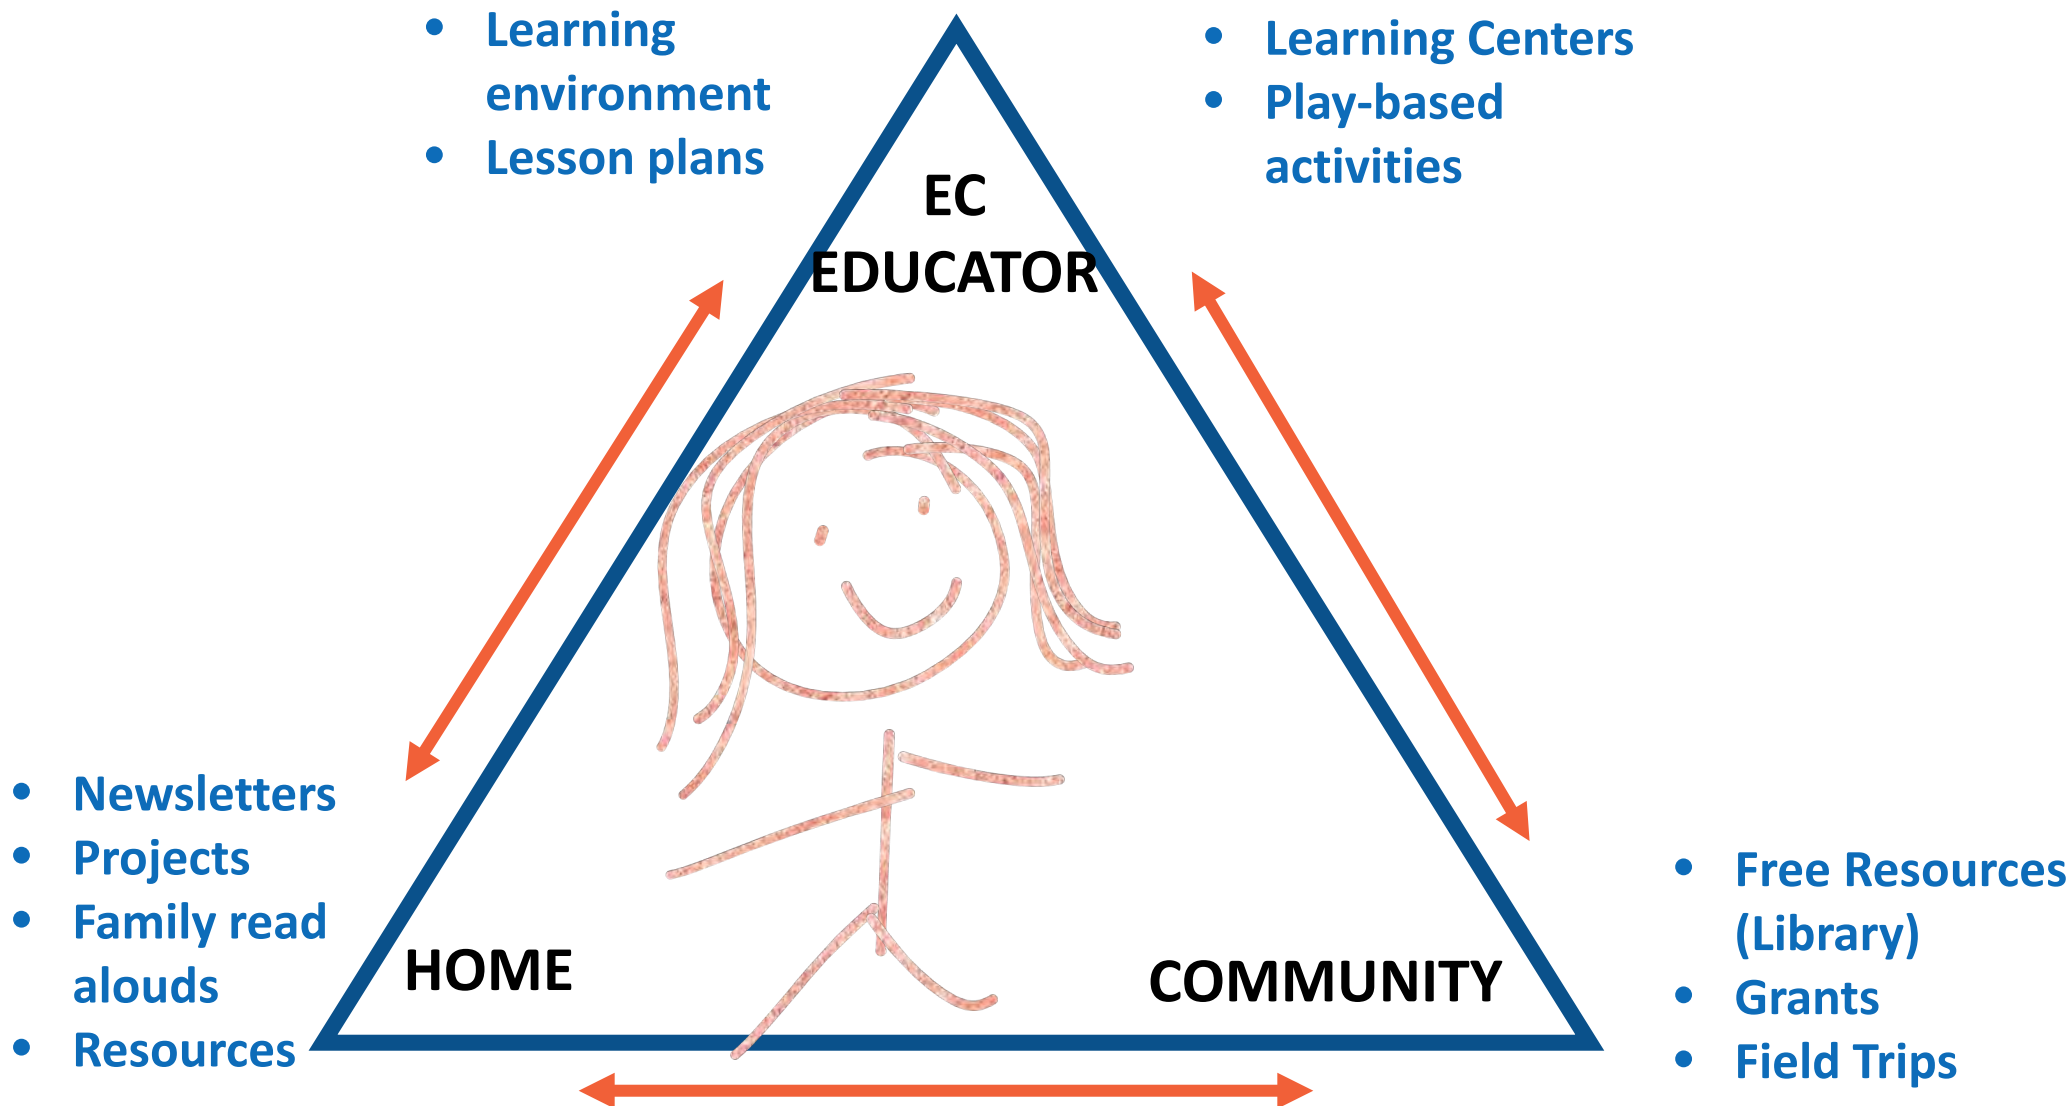 • Learning
environment
• Lesson plans
• Learning Centers
• Play-based
activities
EC
EDUCATOR
• Newsletters
• Projects
• Family read
alouds
• Resources
HOME
COMMUNITY
• Free Resources
(Library)
• Grants
• Field Trips